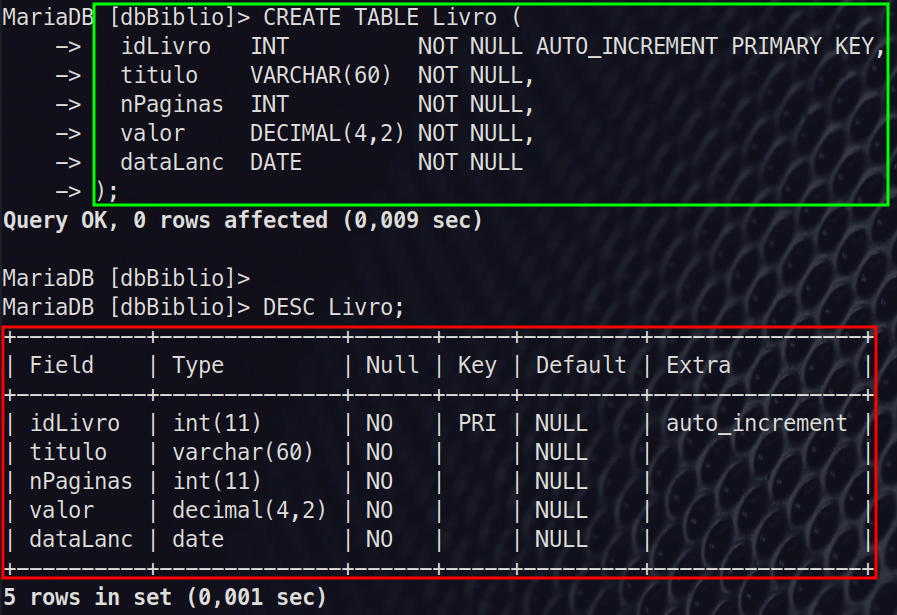 MariaDB [dbBiblio]> CREATE TABLE Livro (
    -> idLivro   INT          NOT NULL AUTO_INCREMENT PRIMARY KEY,
    -> titulo    VARCHAR(60)  NOT NULL,
    -> nPaginas  INT          NOT NULL,
    -> valor     DECIMAL(4,2) NOT NULL,
    -> dataLanc  DATE         NOT NULL
    -> );
Query OK, 0 rows affected (0,009 sec)
MariaDB [dbBiblio]>
MariaDB [dbBiblio]> DESC Livro;
+----------+--------------+------+-----+---------+----------------+
| Field    | Type         | Null | Key | Default | Extra          |
+----------+--------------+------+-----+---------+----------------+
| idLivro  | int(11)      | NO   | PRI | NULL    | auto_increment |
| titulo   | varchar(60)  | NO   |     | NULL    |                |
| nPaginas | int(11)      | NO   |     | NULL    |                |
| valor    | decimal(4,2) | NO   |     | NULL    |                |
| dataLanc | date         | NO   |     | NULL    |                |
+----------+--------------+------+-----+---------+----------------+
5 rows in set (0,001 sec)